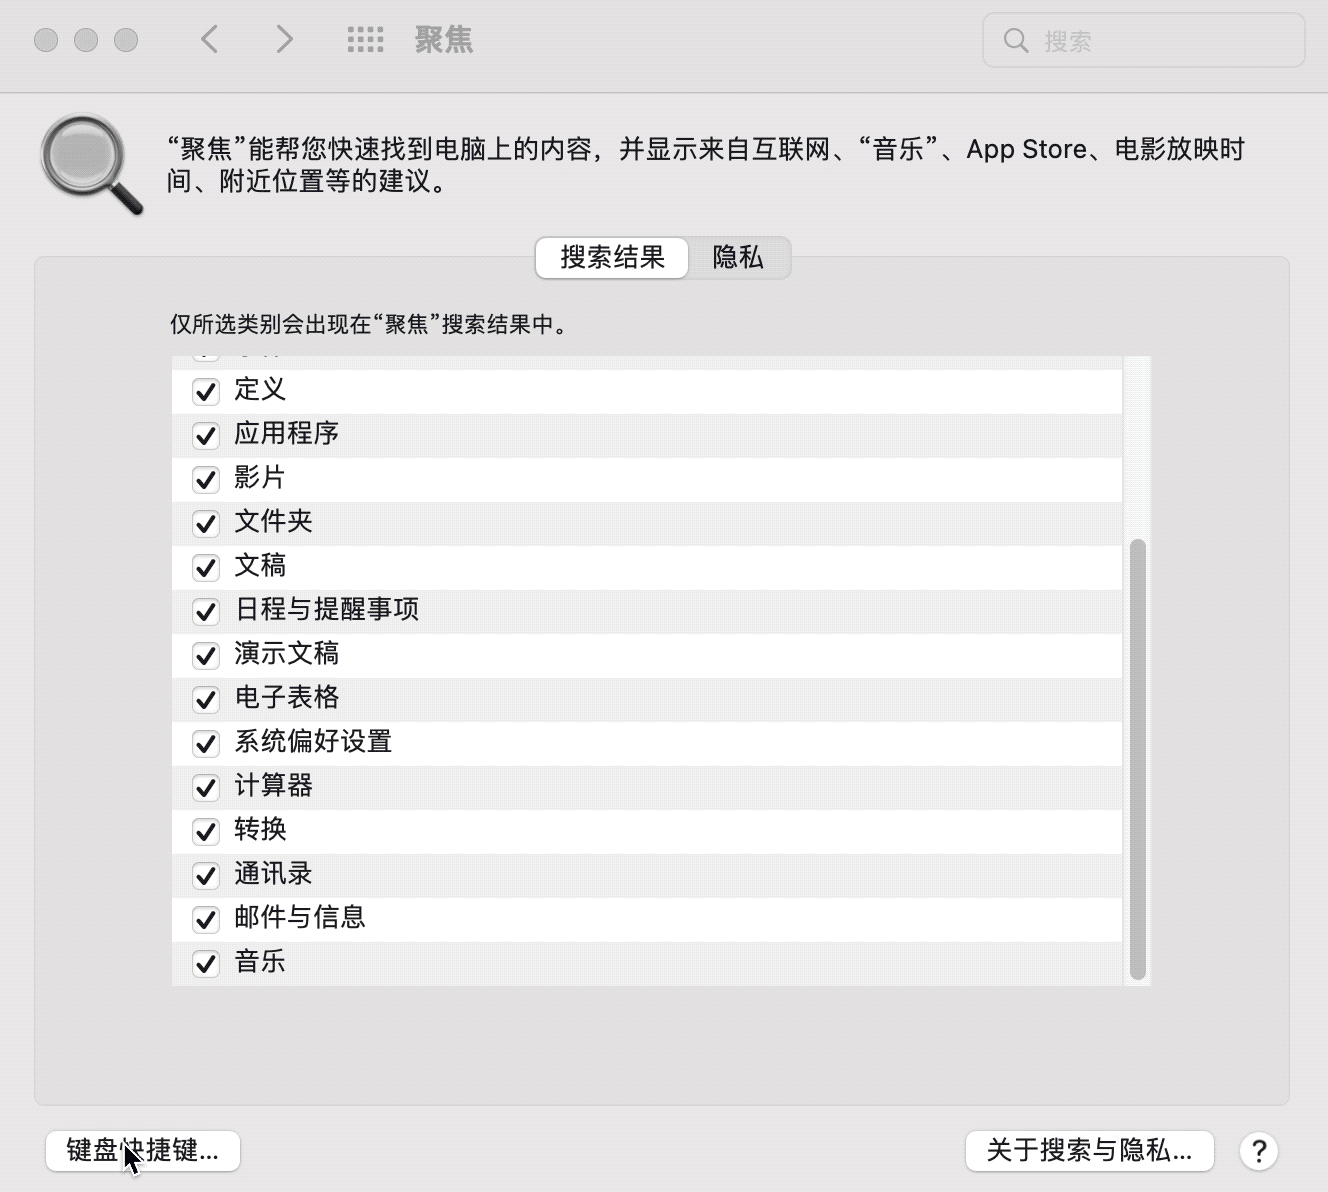 聚焦
搜索
“聚焦”能帮您快速找到电脑上的内容，并显示来自互联网、“音乐”、App Store、电影放映时
间、附近位置等的建议。
搜索结果
隐私
仅所选类别会出现在“聚焦”搜索结果中。
定义
应用程序
影片
文件夹
文稿
日程与提醒事项
演示文稿
电子表格
系统偏好设置
计算器
转换
通讯录
邮件与信息
音乐
键盘快捷键...
关于搜索与隐私...
?